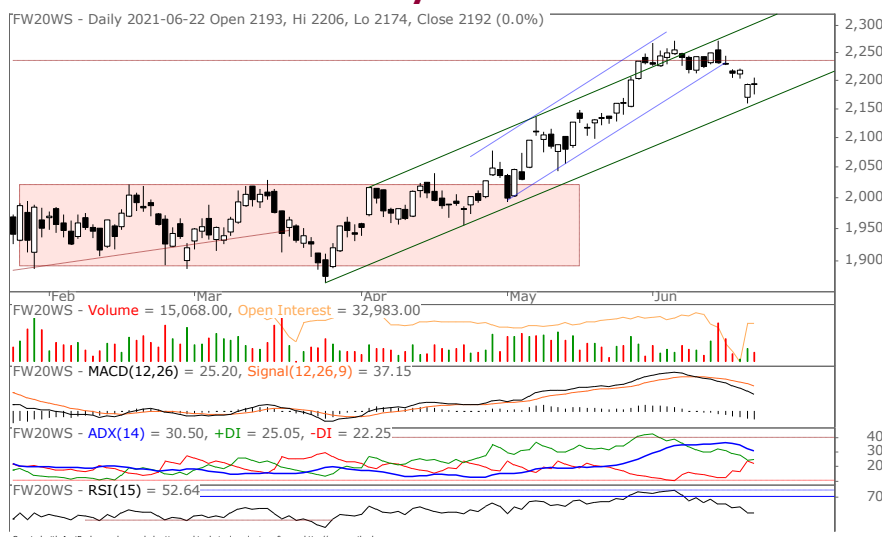 FW20WS - Daily 2021-06-22 Open 2193, Hi 2206, Lo 2174, Close 2192 (0.0%)
2,300
2,250
2,200
2,150
2,100
2,050
2,000
1,950
1,900
Feb Mar Apr May Jun
FW20WS - Volume = 15,068.00, Open Interest = 32,983.00
FW20WS - MACD(12,26) = 25.20, Signal(12,26,9) = 37.15
FW20WS - ADX(14) = 30.50, +DI = 25.05, -DI = 22.25
40
30
20
FW20WS - RSI(15) = 52.64
70